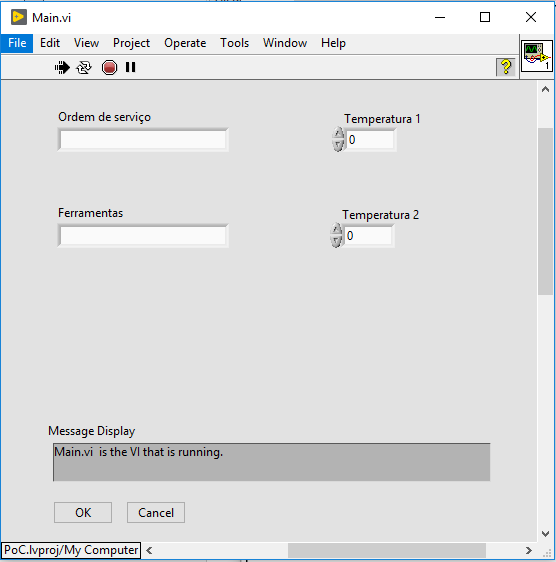 Main.vi
File Edit View Project Operate Tools Window Help
?
1
Ordem de serviço
Temperatura 1
0
Ferramentas
Temperatura 2
0
Message Display
Main.vi  is the VI that is running.
OK
Cancel
PoC.lvproj/My Computer